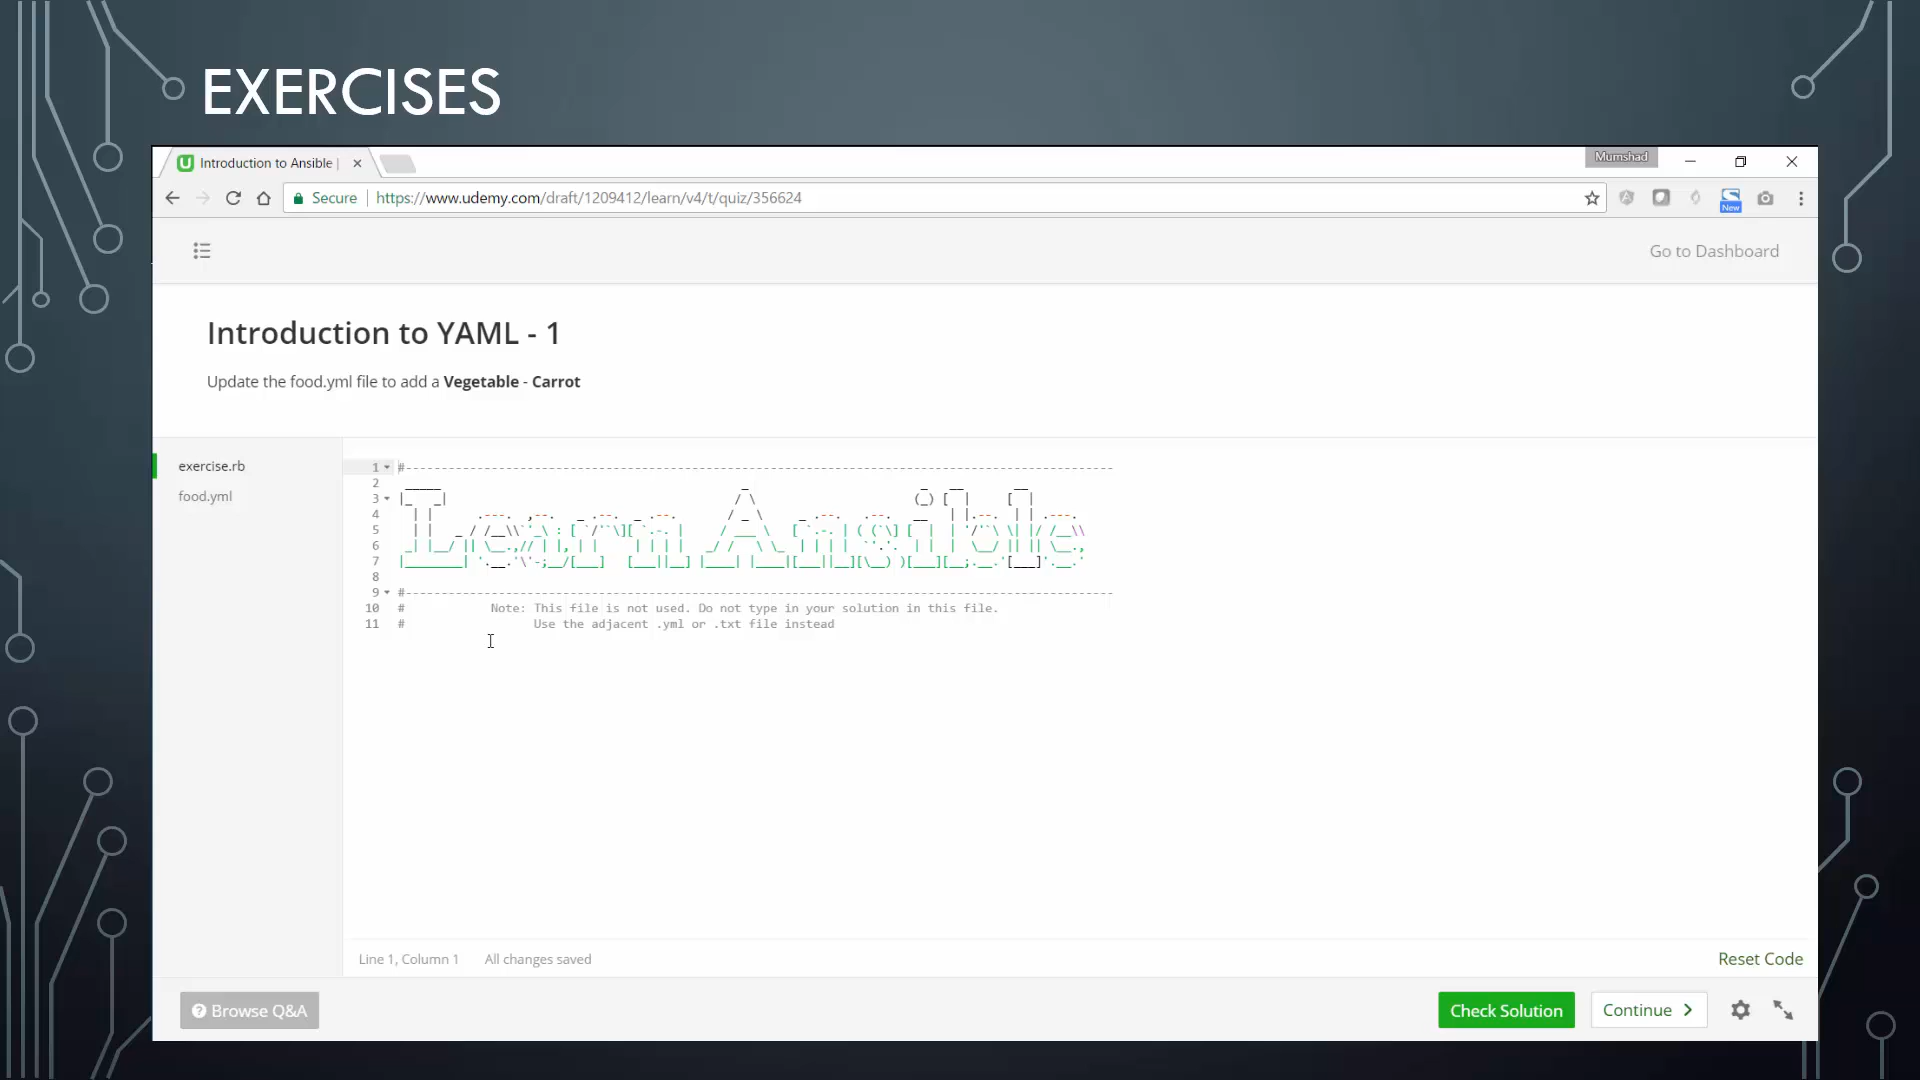 EXERCISES
Introduction to Ansible |
Mumshad
Secure
https://www.udemy.com/draft/1209412/learn/v4/t/quiz/356624
New
Go to Dashboard
Introduction to YAML - 1
Update the food.yml file to add a Vegetable - Carrot
exercise.rb
food.yml
1
2
3
4
5
6
7
8
9
10 # Note: This file is not used. Do not type in your solution in this file.
11 # Use the adjacent .yml or .txt file instead
Learn Ansible
Line 1, Column 1
All changes saved
Reset Code
Browse Q&A
Check Solution
Continue